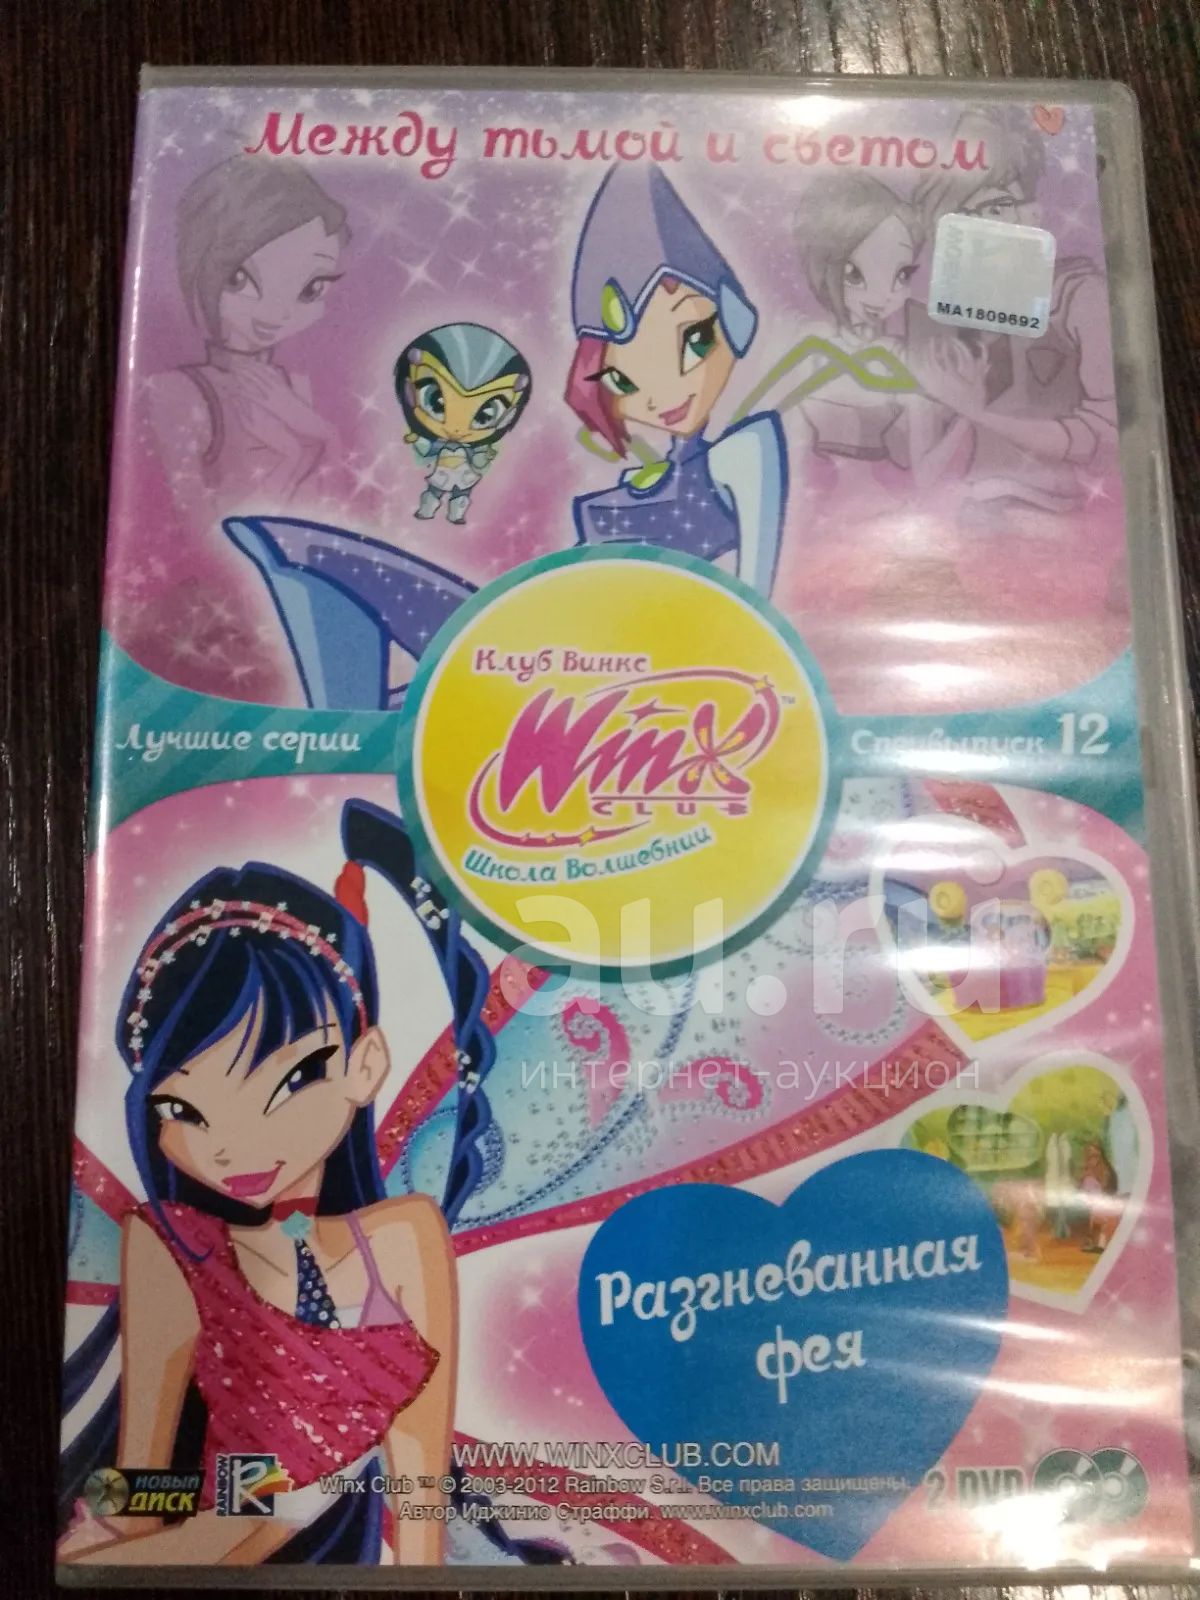 Между тьмой и светом
MA1809692
Клуб Винкс
Winx™
CLUB
Школа Волшебниц
Лучшие серии
Спецвыпуск 12
au.ru
интернет-аукцион
Разгневанная
фея
WWW.WINXCLUB.COM
НОВЫЙ
ДИСК
RAINBOW
R
Winx Club ™ © 2003-2012 Rainbow S.r.l. Все права защищены.
Автор Иджинио Страффи. www.winxclub.com
2 DVD